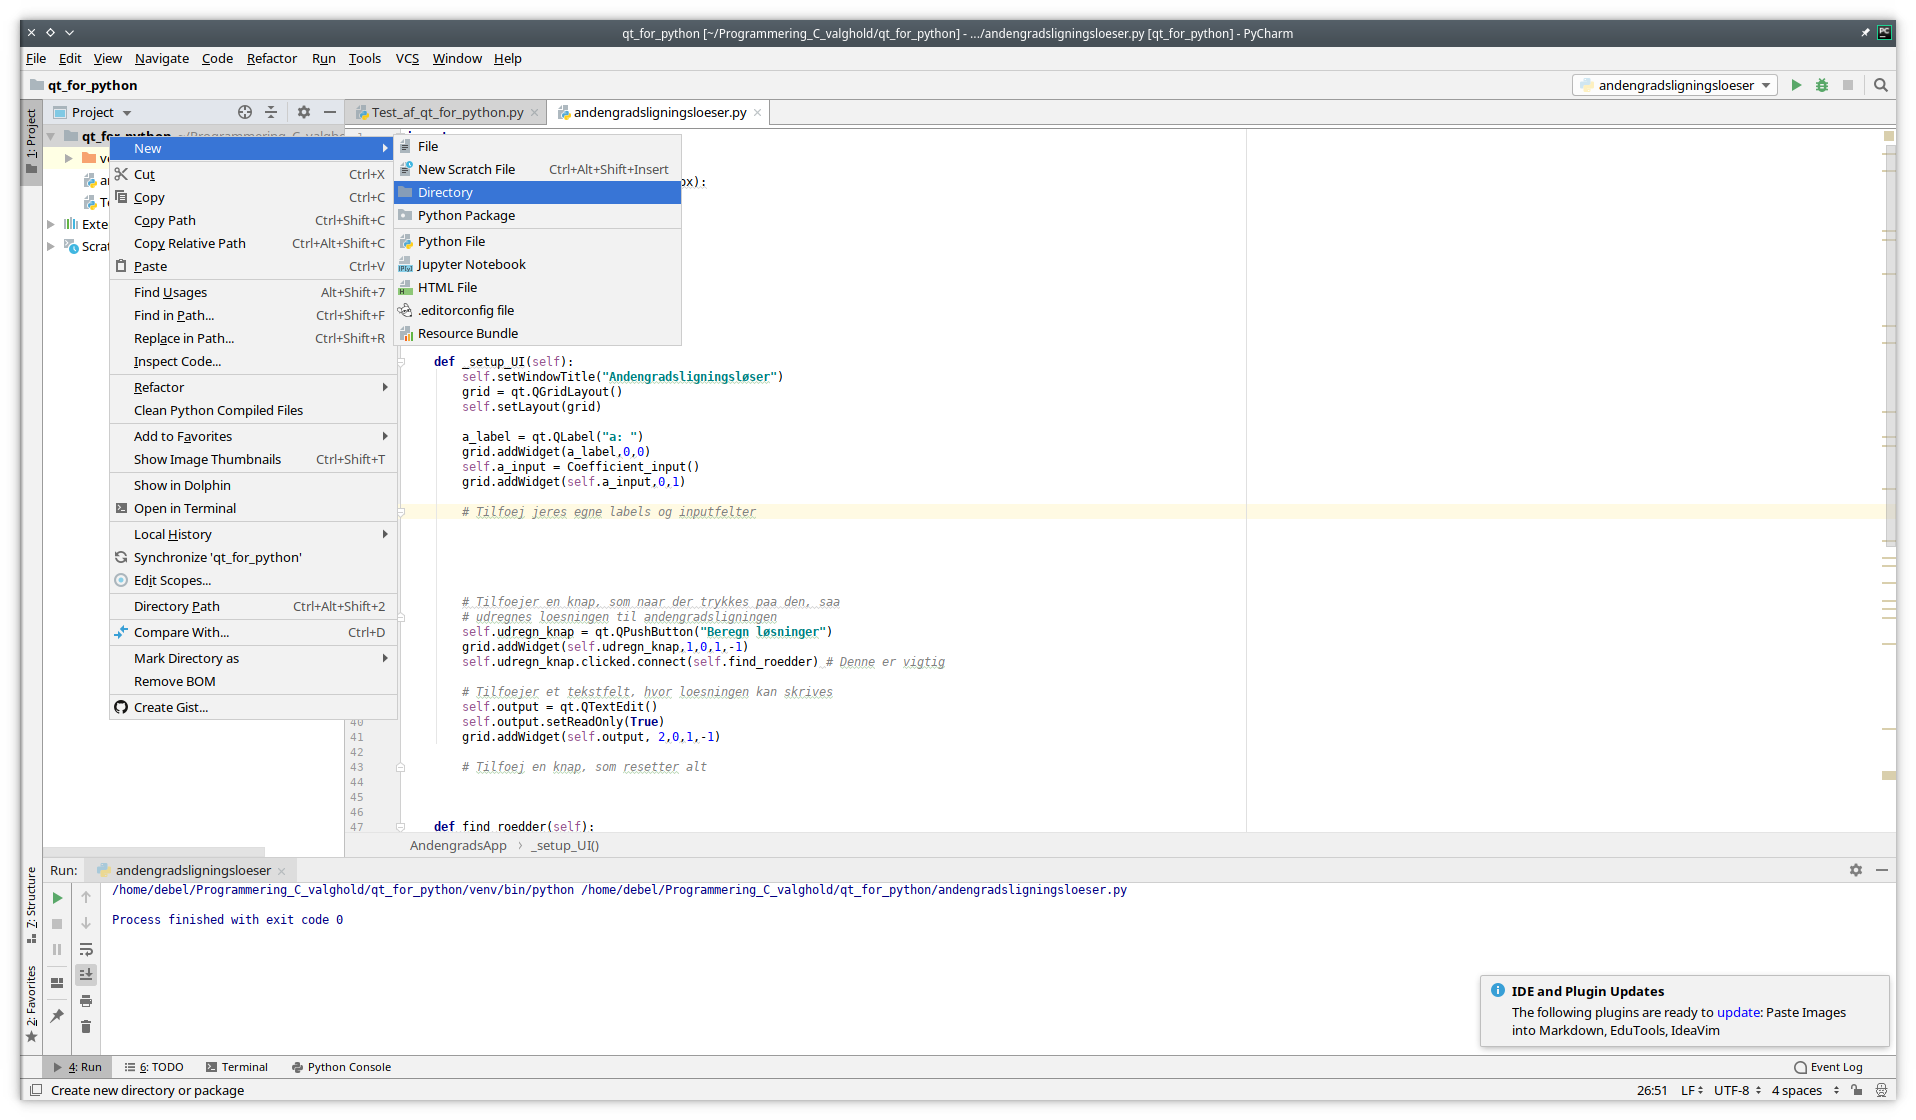 qt_for_python [~/Programmering_C_valghold/qt_for_python] - .../andengradsligningsloeser.py [qt_for_python] - PyCharm
File Edit View Navigate Code Refactor Run Tools VCS Window Help
qt_for_python
andengradsligningsloeser
1: Project
Project
Test_af_qt_for_python.py
andengradsligningsloeser.py
qt_for_python ~/Programmering_C_valgho
New
Cut Ctrl+X
Copy Ctrl+C
Copy Path Ctrl+Shift+C
Copy Relative Path Ctrl+Alt+Shift+C
Paste Ctrl+V
Find Usages Alt+Shift+7
Find in Path... Ctrl+Shift+F
Replace in Path... Ctrl+Shift+R
Inspect Code...
Refactor
Clean Python Compiled Files
Add to Favorites
Show Image Thumbnails Ctrl+Shift+T
Show in Dolphin
Open in Terminal
Local History
Synchronize 'qt_for_python'
Edit Scopes...
Directory Path Ctrl+Alt+Shift+2
Compare With... Ctrl+D
Mark Directory as
Remove BOM
Create Gist...
File
New Scratch File Ctrl+Alt+Shift+Insert
Directory
Python Package
Python File
Jupyter Notebook
HTML File
.editorconfig file
Resource Bundle
ox):
def _setup_UI(self):
self.setWindowTitle("Andengradsligningsløser")
grid = qt.QGridLayout()
self.setLayout(grid)
a_label = qt.QLabel("a: ")
grid.addWidget(a_label,0,0)
self.a_input = Coefficient_input()
grid.addWidget(self.a_input,0,1)
# Tilfoej jeres egne labels og inputfelter
# Tilfoejer en knap, som naar der trykkes paa den, saa
# udregnes loesningen til andengradsligningen
self.udregn_knap = qt.QPushButton("Beregn løsninger")
grid.addWidget(self.udregn_knap,1,0,1,-1)
self.udregn_knap.clicked.connect(self.find_roedder) # Denne er vigtig
# Tilfoejer et tekstfelt, hvor loesningen kan skrives
self.output = qt.QTextEdit()
40 self.output.setReadOnly(True)
41 grid.addWidget(self.output, 2,0,1,-1)
42
43 # Tilfoej en knap, som resetter alt
44
45
46
47 def find_roedder(self):
AndengradsApp › _setup_UI()
Run: andengradsligningsloeser
/home/debel/Programmering_C_valghold/qt_for_python/venv/bin/python /home/debel/Programmering_C_valghold/qt_for_python/andengradsligningsloeser.py
Process finished with exit code 0
7: Structure
2: Favorites
IDE and Plugin Updates
The following plugins are ready to update: Paste Images
into Markdown, EduTools, IdeaVim
4: Run 6: TODO Terminal Python Console Event Log
Create new directory or package 26:51 LF UTF-8 4 spaces